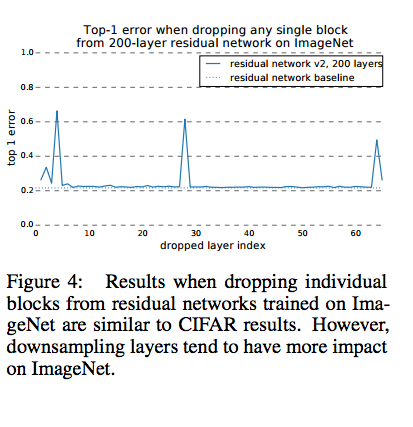 Top-1 error when dropping any single block
from 200-layer residual network on ImageNet
1.0
residual network v2, 200 layers
residual network baseline
0.8
0.6
0.4
0.2
0.0
top 1 error
0 10 20 30 40 50 60
dropped layer index
Figure 4: Results when dropping individual
blocks from residual networks trained on Ima-
geNet are similar to CIFAR results. However,
downsampling layers tend to have more impact
on ImageNet.